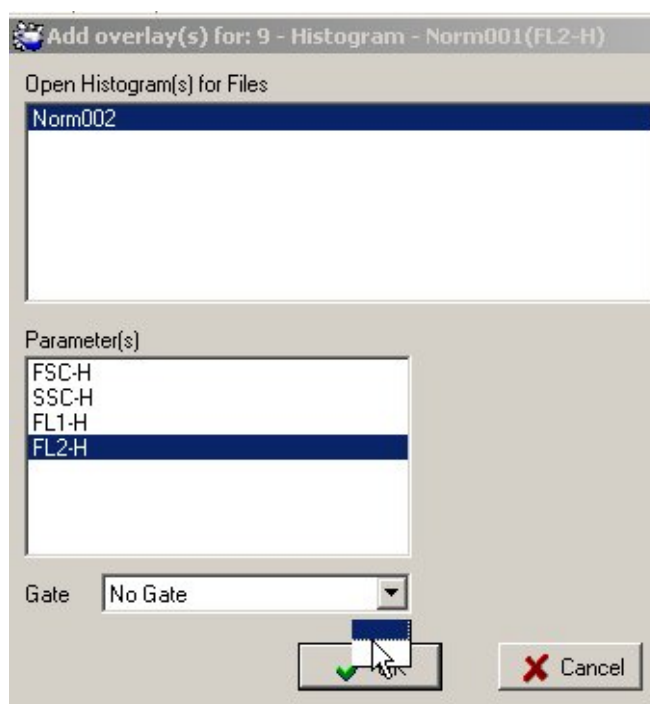 Add overlay(s) for: 9 - Histogram - Norm001(FL2-H)
Open Histogram(s) for Files
Norm002
Parameter(s)
FSC-H
SSC-H
FL1-H
FL2-H
Gate No Gate
Cancel